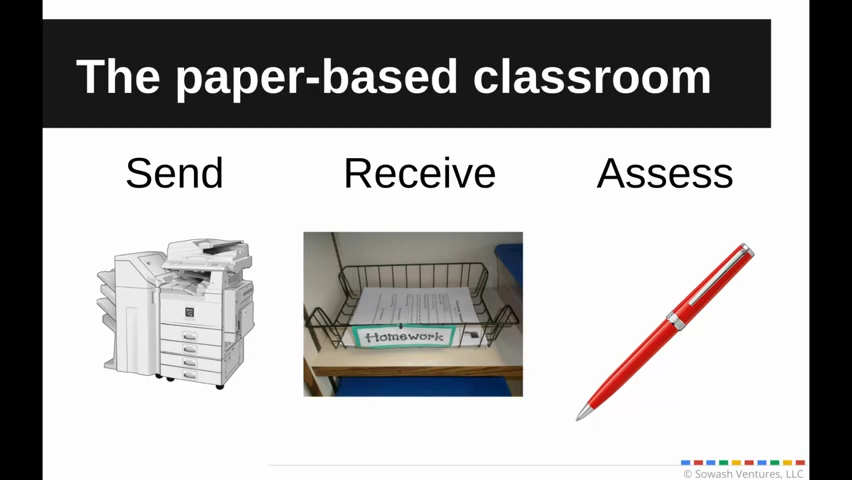 The paper-based classroom
Send
Receive
Assess
Homework
© Sowash Ventures, LLC